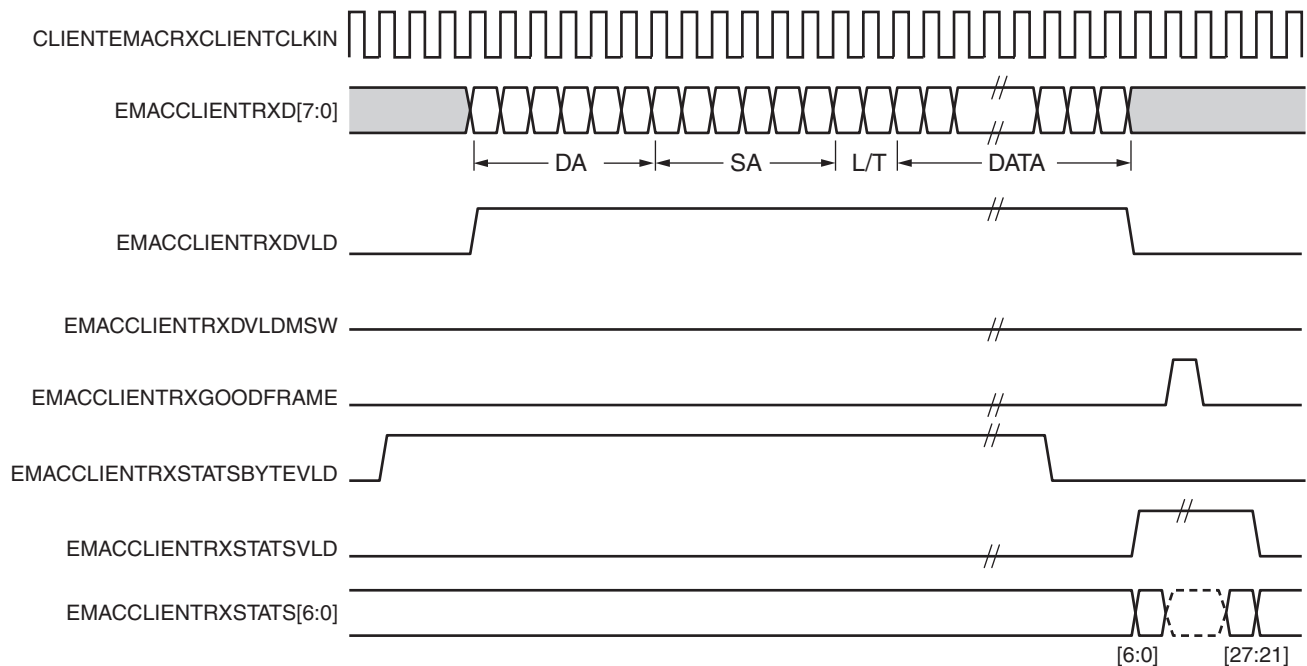 CLIENTEMACRXCLIENTCLKIN
EMACCLIENTRXD[7:0]
DA SA L/T DATA
EMACCLIENTRXDVLD
EMACCLIENTRXDVLDMSW
EMACCLIENTRXGOODFRAME
EMACCLIENTRXSTATSBYTEVLD
EMACCLIENTRXSTATSVLD
EMACCLIENTRXSTATS[6:0]
[6:0] [27:21]